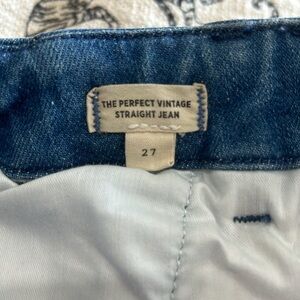 THE PERFECT VINTAGE
STRAIGHT JEAN
27